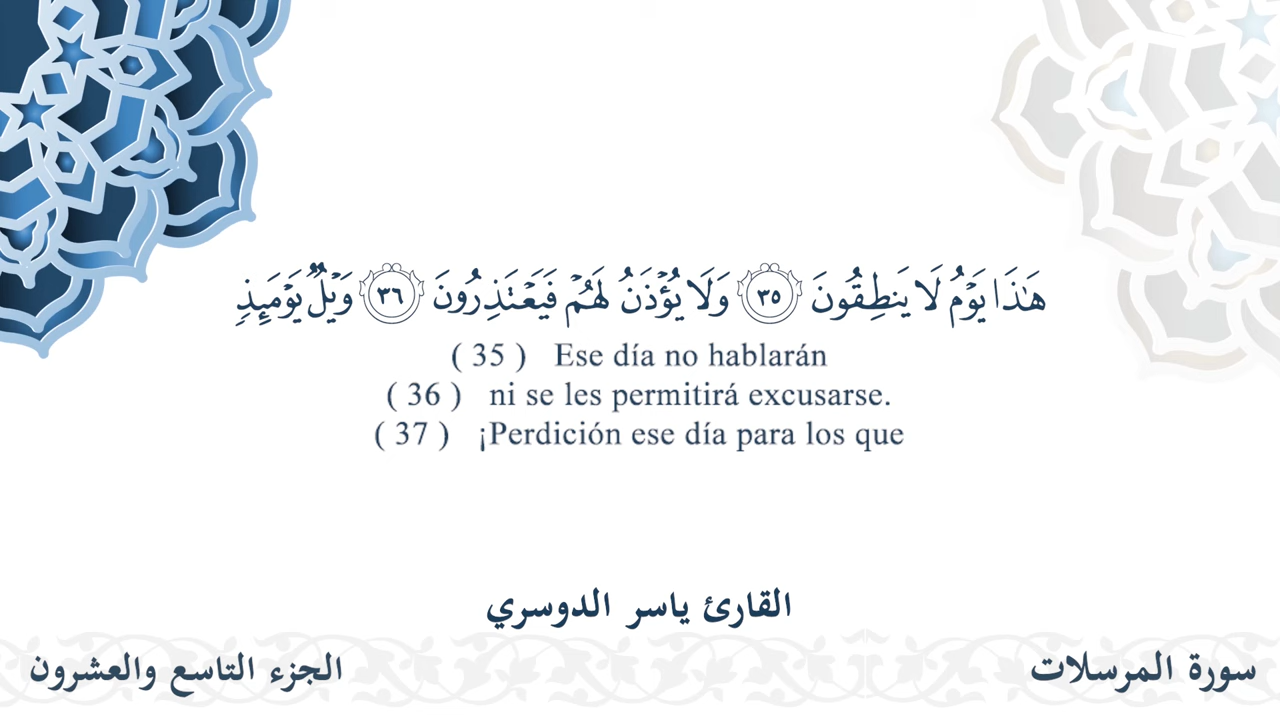 هَٰذَا يَوْمُ لَا يَنطِقُونَ ٣٥ وَلَا يُؤْذَنُ لَهُمْ فَيَعْتَذِرُونَ ٣٦ وَيْلٌ يَوْمَئِذٍ
( 35 ) Ese día no hablarán
( 36 ) ni se les permitirá excusarse.
( 37 ) ¡Perdición ese día para los que
القارئ ياسر الدوسري
سورة المرسلات
الجزء التاسع والعشرون